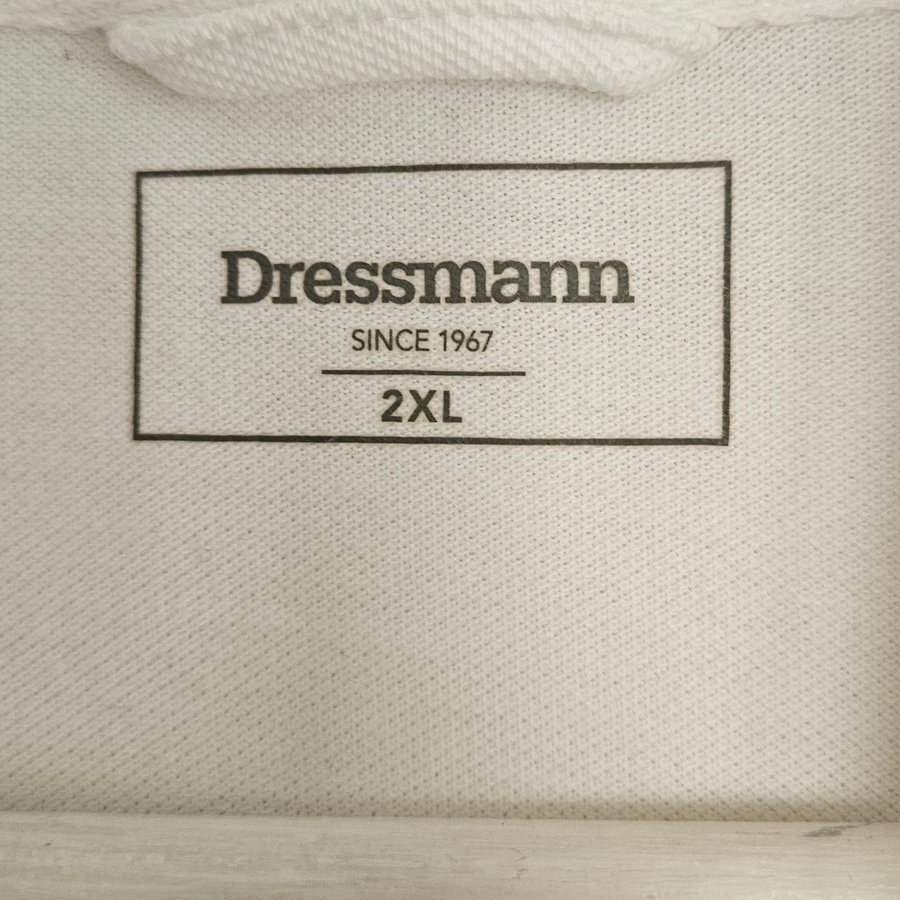 Dressmann
SINCE 1967
2XL